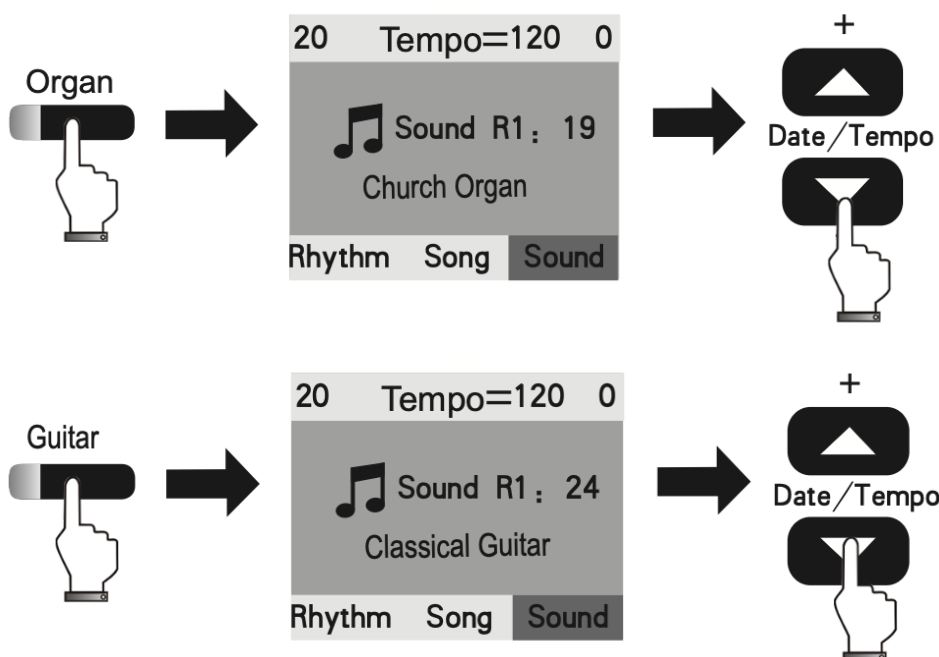 Organ
20 Tempo=120 0
Sound R1: 19
Church Organ
Rhythm Song Sound
+
Date/Tempo
Guitar
20 Tempo=120 0
Sound R1: 24
Classical Guitar
Rhythm Song Sound
+
Date/Tempo